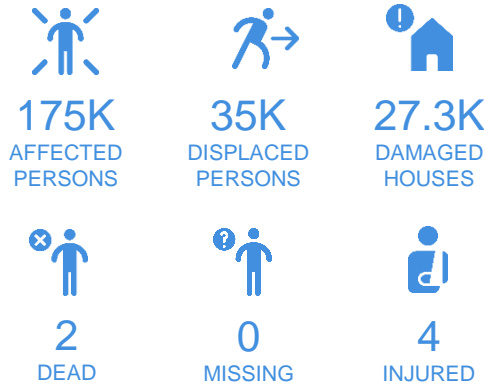 175K
AFFECTED
PERSONS
35K
DISPLACED
PERSONS
27.3K
DAMAGED
HOUSES
2
DEAD
0
MISSING
4
INJURED